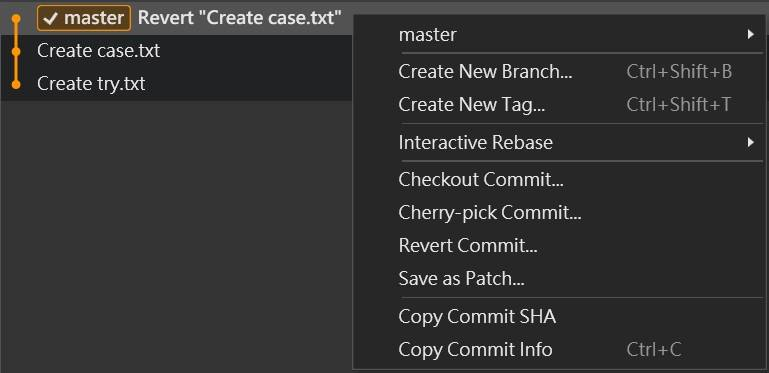 master Revert "Create case.txt"
Create case.txt
Create try.txt
master
Create New Branch... Ctrl+Shift+B
Create New Tag... Ctrl+Shift+T
Interactive Rebase
Checkout Commit...
Cherry-pick Commit...
Revert Commit...
Save as Patch...
Copy Commit SHA
Copy Commit Info Ctrl+C